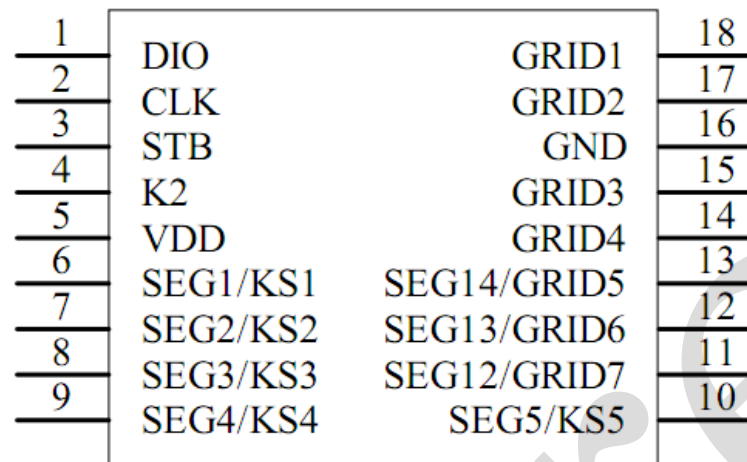 1 DIO GRID1 18
2 CLK GRID2 17
3 STB GND 16
4 K2 GRID3 15
5 VDD GRID4 14
6 SEG1/KS1 SEG14/GRID5 13
7 SEG2/KS2 SEG13/GRID6 12
8 SEG3/KS3 SEG12/GRID7 11
9 SEG4/KS4 SEG5/KS5 10